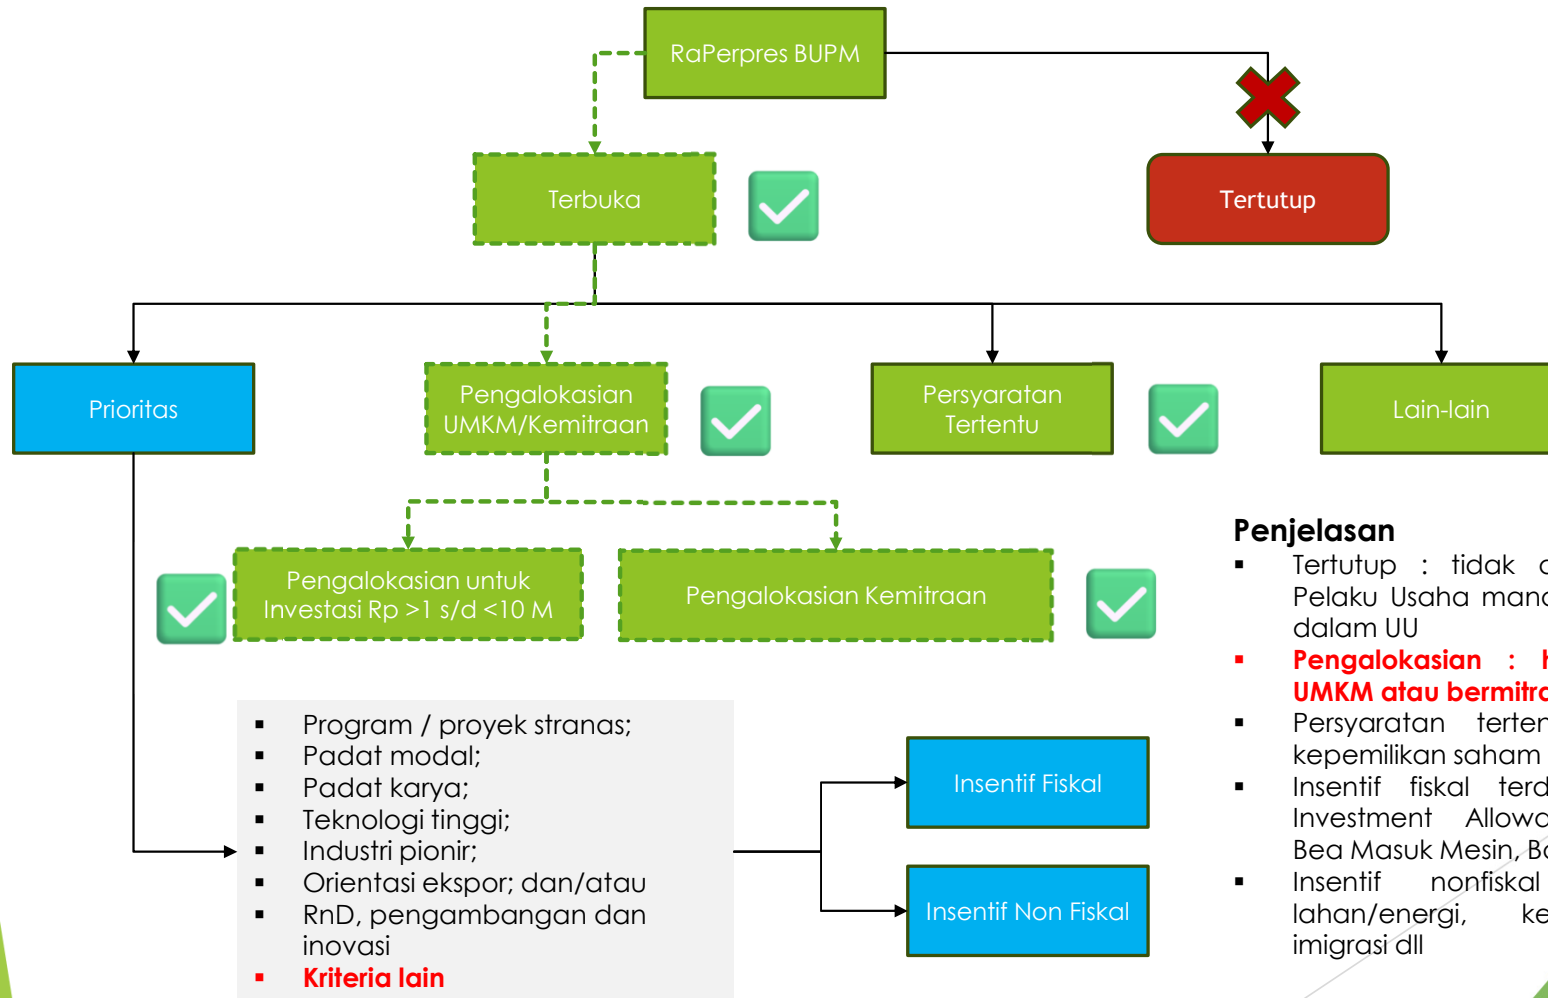 RaPerpres BUPM
Terbuka
Tertutup
Prioritas
Pengalokasian
UMKM/Kemitraan
Persyaratan
Tertentu
Lain-lain
Pengalokasian untuk
Investasi Rp >1 s/d <10 M
Pengalokasian Kemitraan
▪ Program / proyek stranas;
▪ Padat modal;
▪ Padat karya;
▪ Teknologi tinggi;
▪ Industri pionir;
▪ Orientasi ekspor; dan/atau
▪ RnD, pengambangan dan
inovasi
▪ Kriteria lain
Insentif Fiskal
Insentif Non Fiskal
Penjelasan
▪ Tertutup : tidak
Pelaku Usaha
dalam UU
▪ Pengalokasian :
UMKM atau
▪ Persyaratan
kepemilikan saham
▪ Insentif fiskal
Investment
Bea Masuk Mesin,
▪ Insentif nonfiskal
lahan/energi,
imigrasi dll